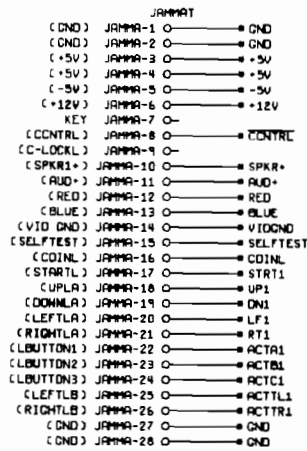 JAMMAT
(GND) JAMMA-1 GND
(GND) JAMMA-2 GND
(+5V) JAMMA-3 +5V
(+5V) JAMMA-4 +5V
(-5V) JAMMA-5 -5V
(+12V) JAMMA-6 +12V
KEY JAMMA-7
(CCNTRL) JAMMA-8 CCNTRL
(C-LOCKL) JAMMA-9
(SPKR1+) JAMMA-10 SPKR+
(AUD+) JAMMA-11 AUD+
(RED) JAMMA-12 RED
(BLUE) JAMMA-13 BLUE
(VID GND) JAMMA-14 VIDGND
(SELFTEST) JAMMA-15 SELFTEST
(COINL) JAMMA-16 COINL
(STARTL) JAMMA-17 STRT1
(UPLA) JAMMA-18 UP1
(DOWNLA) JAMMA-19 DN1
(LEFTLA) JAMMA-20 LF1
(RIGHTLA) JAMMA-21 RT1
(LBUTTON1) JAMMA-22 ACTA1
(LBUTTON2) JAMMA-23 ACTB1
(LBUTTON3) JAMMA-24 ACTC1
(LEFTLB) JAMMA-25 ACTTL1
(RIGHTLB) JAMMA-26 ACTTR1
(GND) JAMMA-27 GND
(GND) JAMMA-28 GND